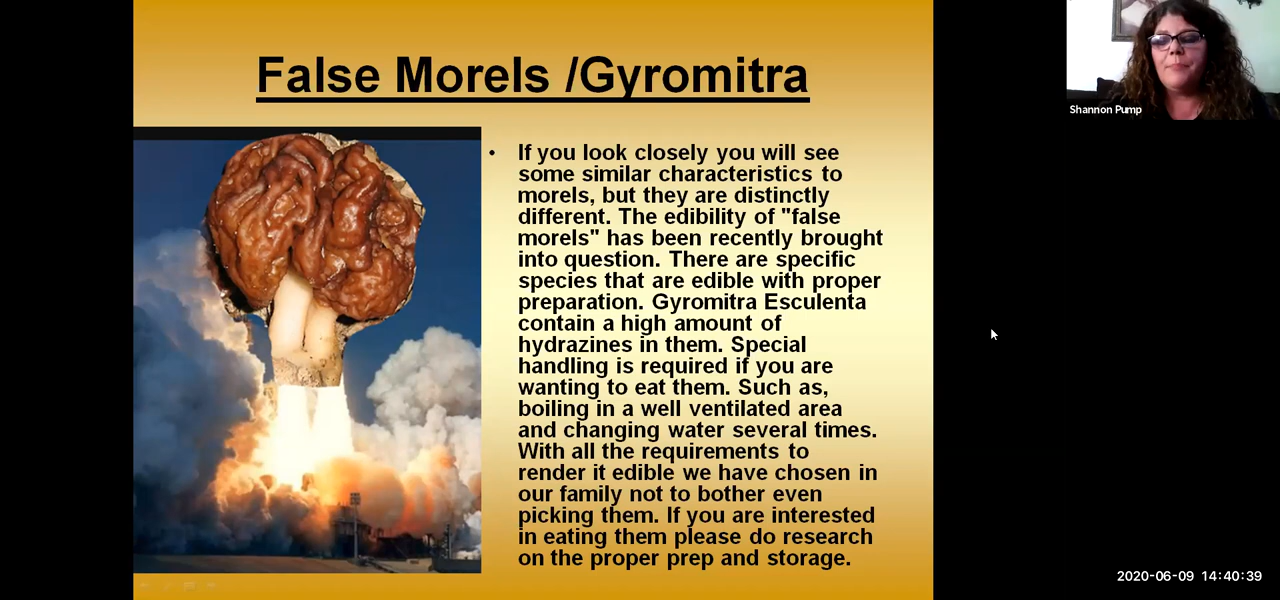 False Morels /Gyromitra
• If you look closely you will see
some similar characteristics to
morels, but they are distinctly
different. The edibility of "false
morels" has been recently brought
into question. There are specific
species that are edible with proper
preparation. Gyromitra Esculenta
contain a high amount of
hydrazines in them. Special
handling is required if you are
wanting to eat them. Such as,
boiling in a well ventilated area
and changing water several times.
With all the requirements to
render it edible we have chosen in
our family not to bother even
picking them. If you are interested
in eating them please do research
on the proper prep and storage.
Shannon Pump
2020-06-09 14:40:39